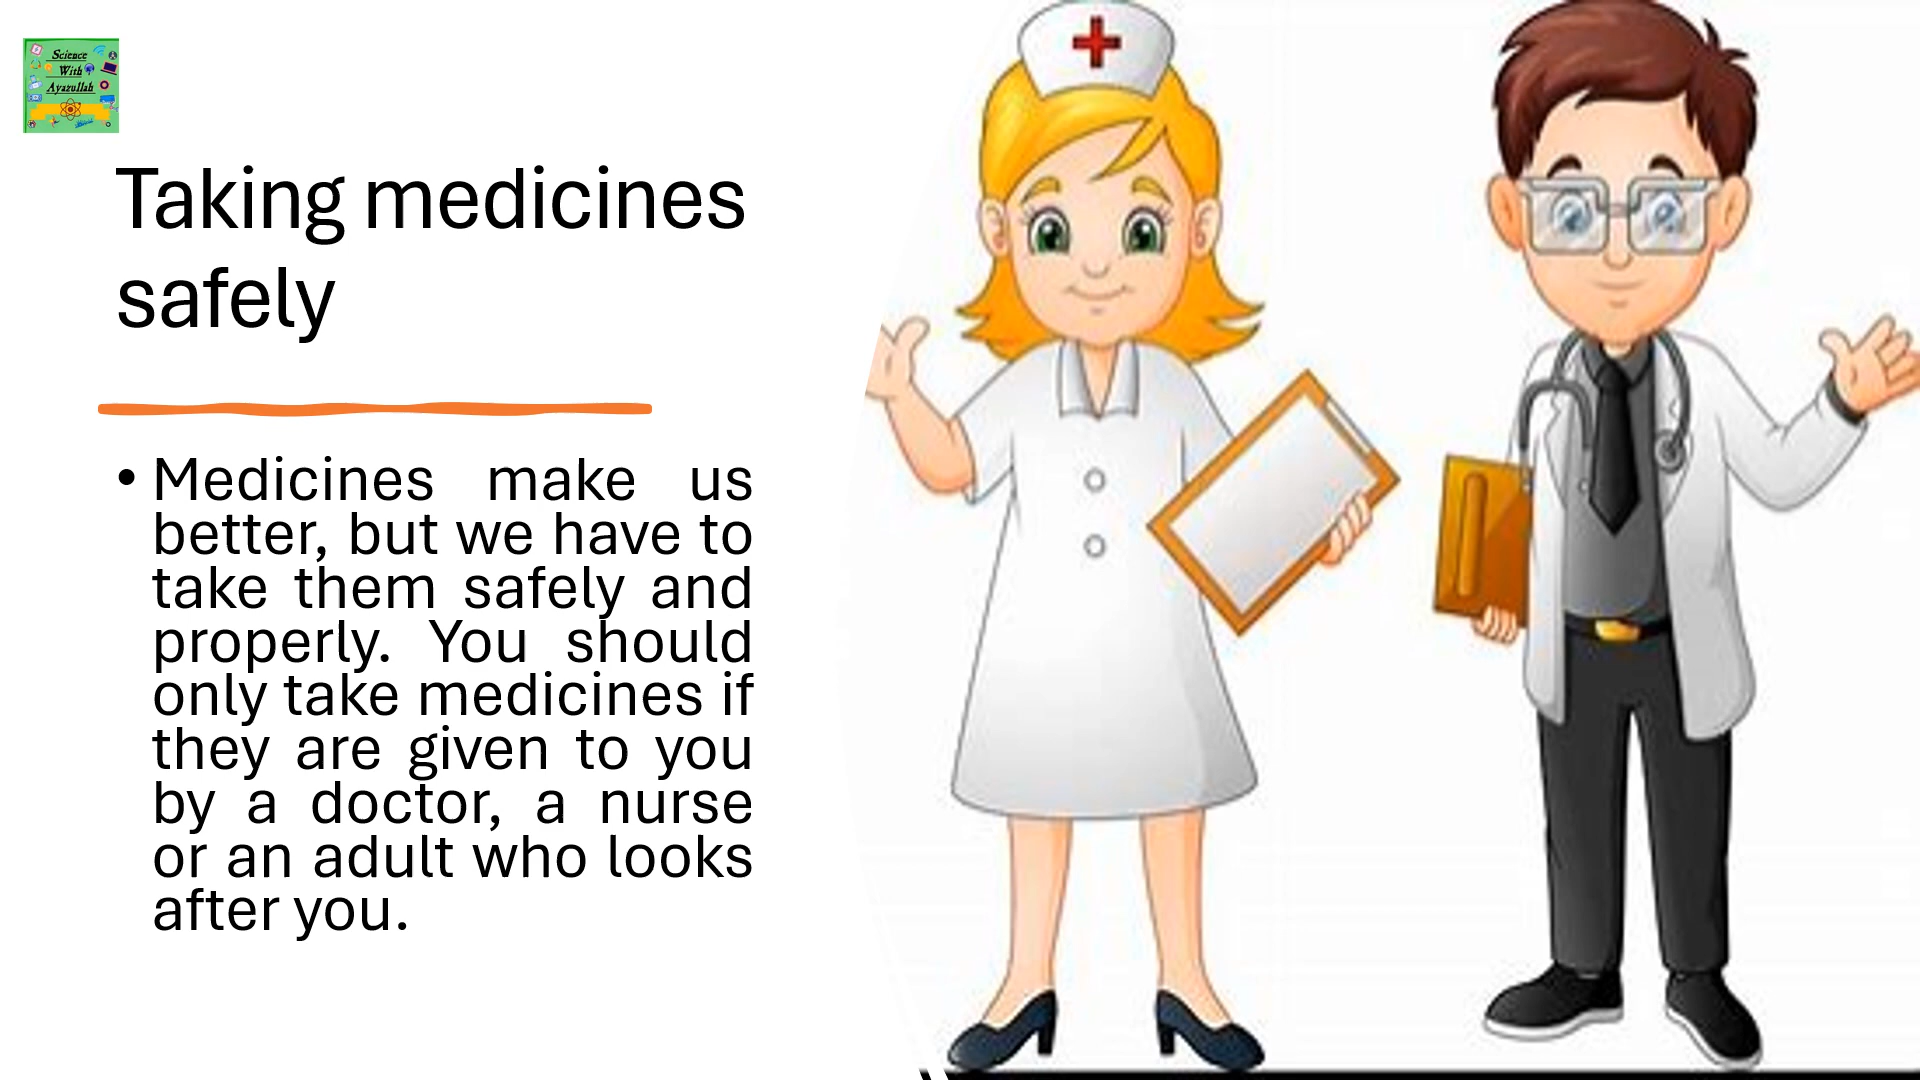 Science
With
Ayazullah
Taking medicines
safely
• Medicines make us
better, but we have to
take them safely and
properly. You should
only take medicines if
they are given to you
by a doctor, a nurse
or an adult who looks
after you.